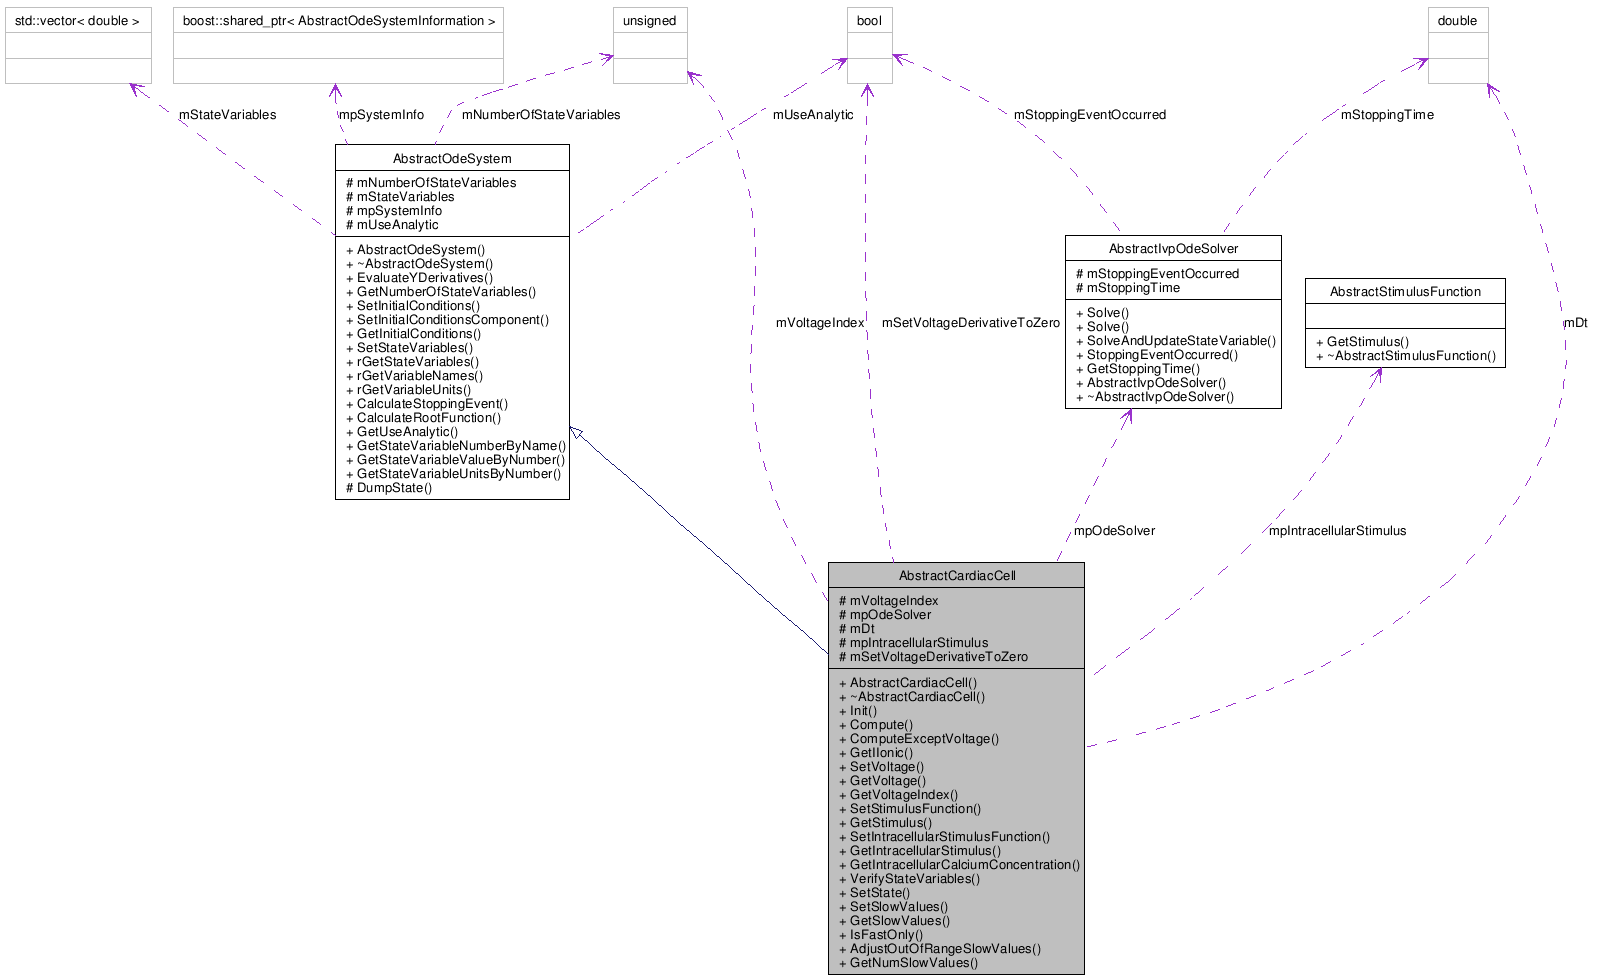 std::vector< double >
boost::shared_ptr< AbstractOdeSystemInformation >
unsigned
bool
double
mStateVariables
mpSystemInfo
mNumberOfStateVariables
mUseAnalytic
mStoppingEventOccurred
mStoppingTime
AbstractOdeSystem
# mNumberOfStateVariables
# mStateVariables
# mpSystemInfo
# mUseAnalytic
+ AbstractOdeSystem()
+ ~AbstractOdeSystem()
+ EvaluateYDerivatives()
+ GetNumberOfStateVariables()
+ SetInitialConditions()
+ SetInitialConditionsComponent()
+ GetInitialConditions()
+ SetStateVariables()
+ rGetStateVariables()
+ rGetVariableNames()
+ rGetVariableUnits()
+ CalculateStoppingEvent()
+ CalculateRootFunction()
+ GetUseAnalytic()
+ GetStateVariableNumberByName()
+ GetStateVariableValueByNumber()
+ GetStateVariableUnitsByNumber()
# DumpState()
AbstractIvpOdeSolver
# mStoppingEventOccurred
# mStoppingTime
+ Solve()
+ Solve()
+ SolveAndUpdateStateVariable()
+ StoppingEventOccurred()
+ GetStoppingTime()
+ AbstractIvpOdeSolver()
+ ~AbstractIvpOdeSolver()
AbstractStimulusFunction
+ GetStimulus()
+ ~AbstractStimulusFunction()
mVoltageIndex
mSetVoltageDerivativeToZero
mDt
mpOdeSolver
mpIntracellularStimulus
AbstractCardiacCell
# mVoltageIndex
# mpOdeSolver
# mDt
# mpIntracellularStimulus
# mSetVoltageDerivativeToZero
+ AbstractCardiacCell()
+ ~AbstractCardiacCell()
+ Init()
+ Compute()
+ ComputeExceptVoltage()
+ GetIIonic()
+ SetVoltage()
+ GetVoltage()
+ GetVoltageIndex()
+ SetStimulusFunction()
+ GetStimulus()
+ SetIntracellularStimulusFunction()
+ GetIntracellularStimulus()
+ GetIntracellularCalciumConcentration()
+ VerifyStateVariables()
+ SetState()
+ SetSlowValues()
+ GetSlowValues()
+ IsFastOnly()
+ AdjustOutOfRangeSlowValues()
+ GetNumSlowValues()